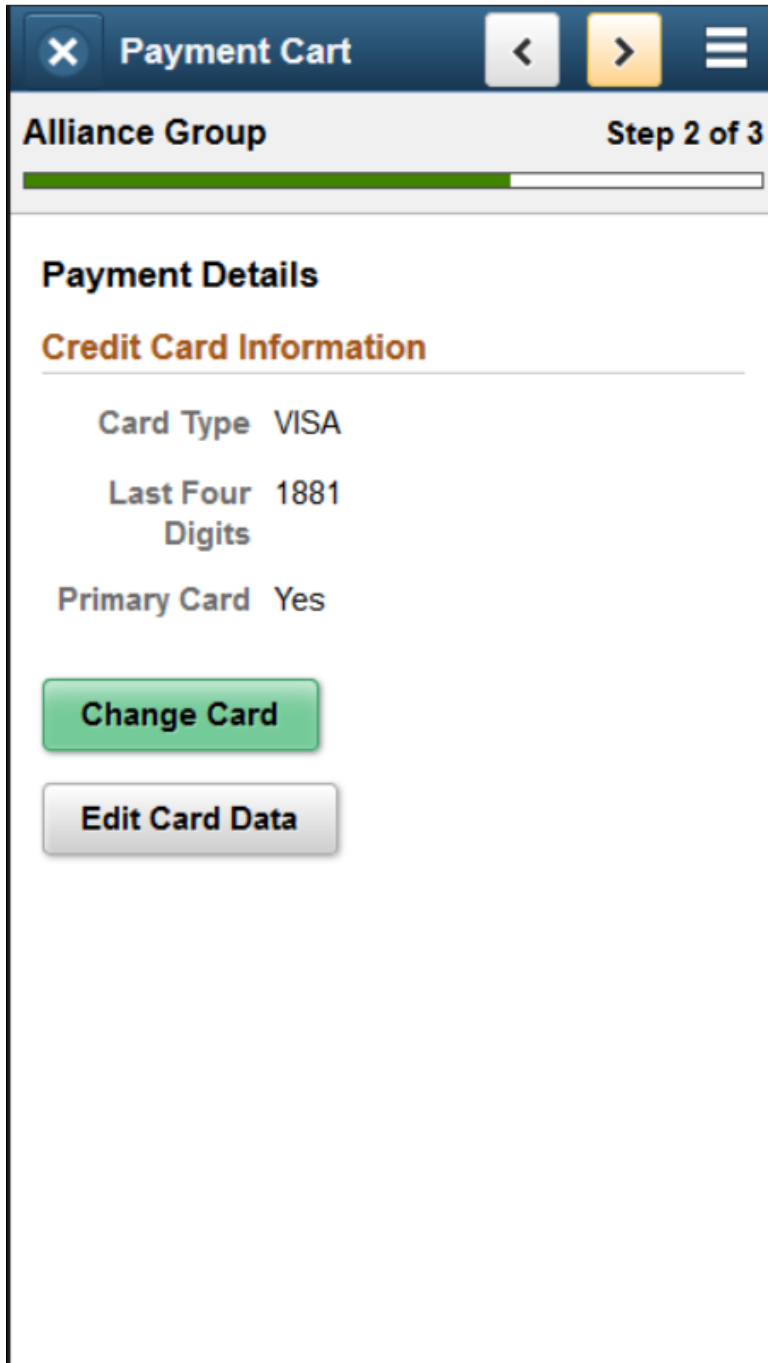 Payment Cart
Alliance Group
Step 2 of 3
Payment Details
Credit Card Information
Card Type VISA
Last Four 1881
Digits
Primary Card Yes
Change Card
Edit Card Data